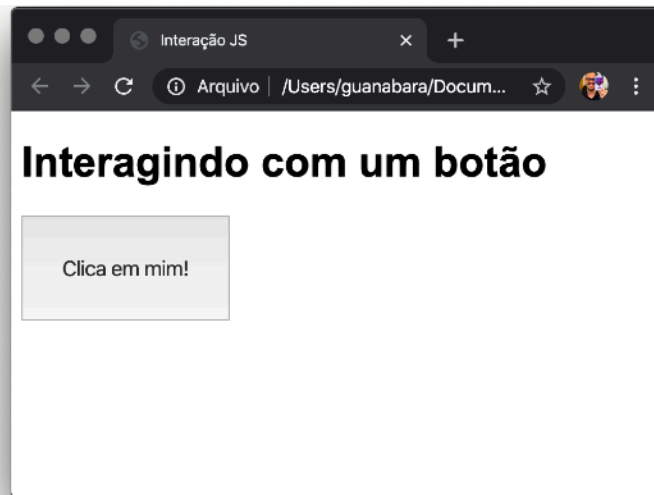 Interação JS
Arquivo /Users/guanabara/Docum...
Interagindo com um botão
Clica em mim!